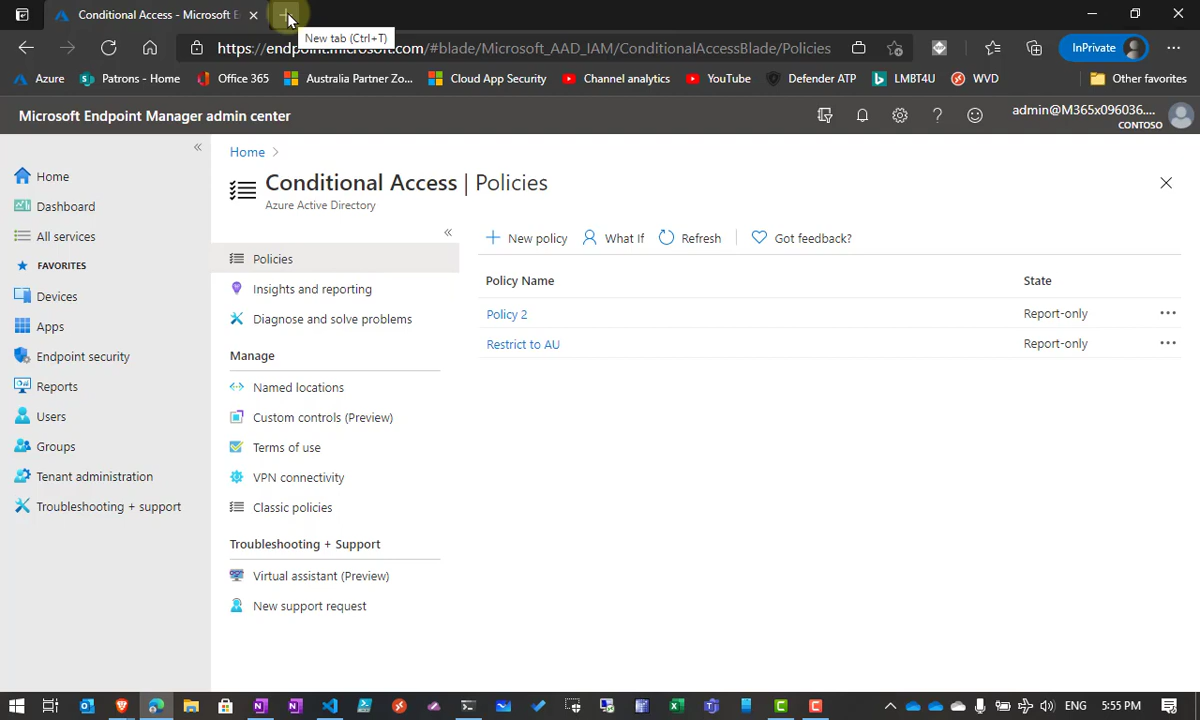 Conditional Access - Microsoft E
New tab (Ctrl+T)
https://endpoint.microsoft.com/#blade/Microsoft_AAD_IAM/ConditionalAccessBlade/Policies
InPrivate
Azure
Patrons - Home
Office 365
Australia Partner Zo...
Cloud App Security
Channel analytics
YouTube
Defender ATP
LMBT4U
WVD
Other favorites
Microsoft Endpoint Manager admin center
admin@M365x096036....
CONTOSO
Home
Dashboard
All services
FAVORITES
Devices
Apps
Endpoint security
Reports
Users
Groups
Tenant administration
Troubleshooting + support
Home
Conditional Access | Policies
Azure Active Directory
Policies
Insights and reporting
Diagnose and solve problems
Manage
Named locations
Custom controls (Preview)
Terms of use
VPN connectivity
Classic policies
Troubleshooting + Support
Virtual assistant (Preview)
New support request
New policy
What If
Refresh
Got feedback?
Policy Name
State
Policy 2
Report-only
Restrict to AU
Report-only
ENG
5:55 PM